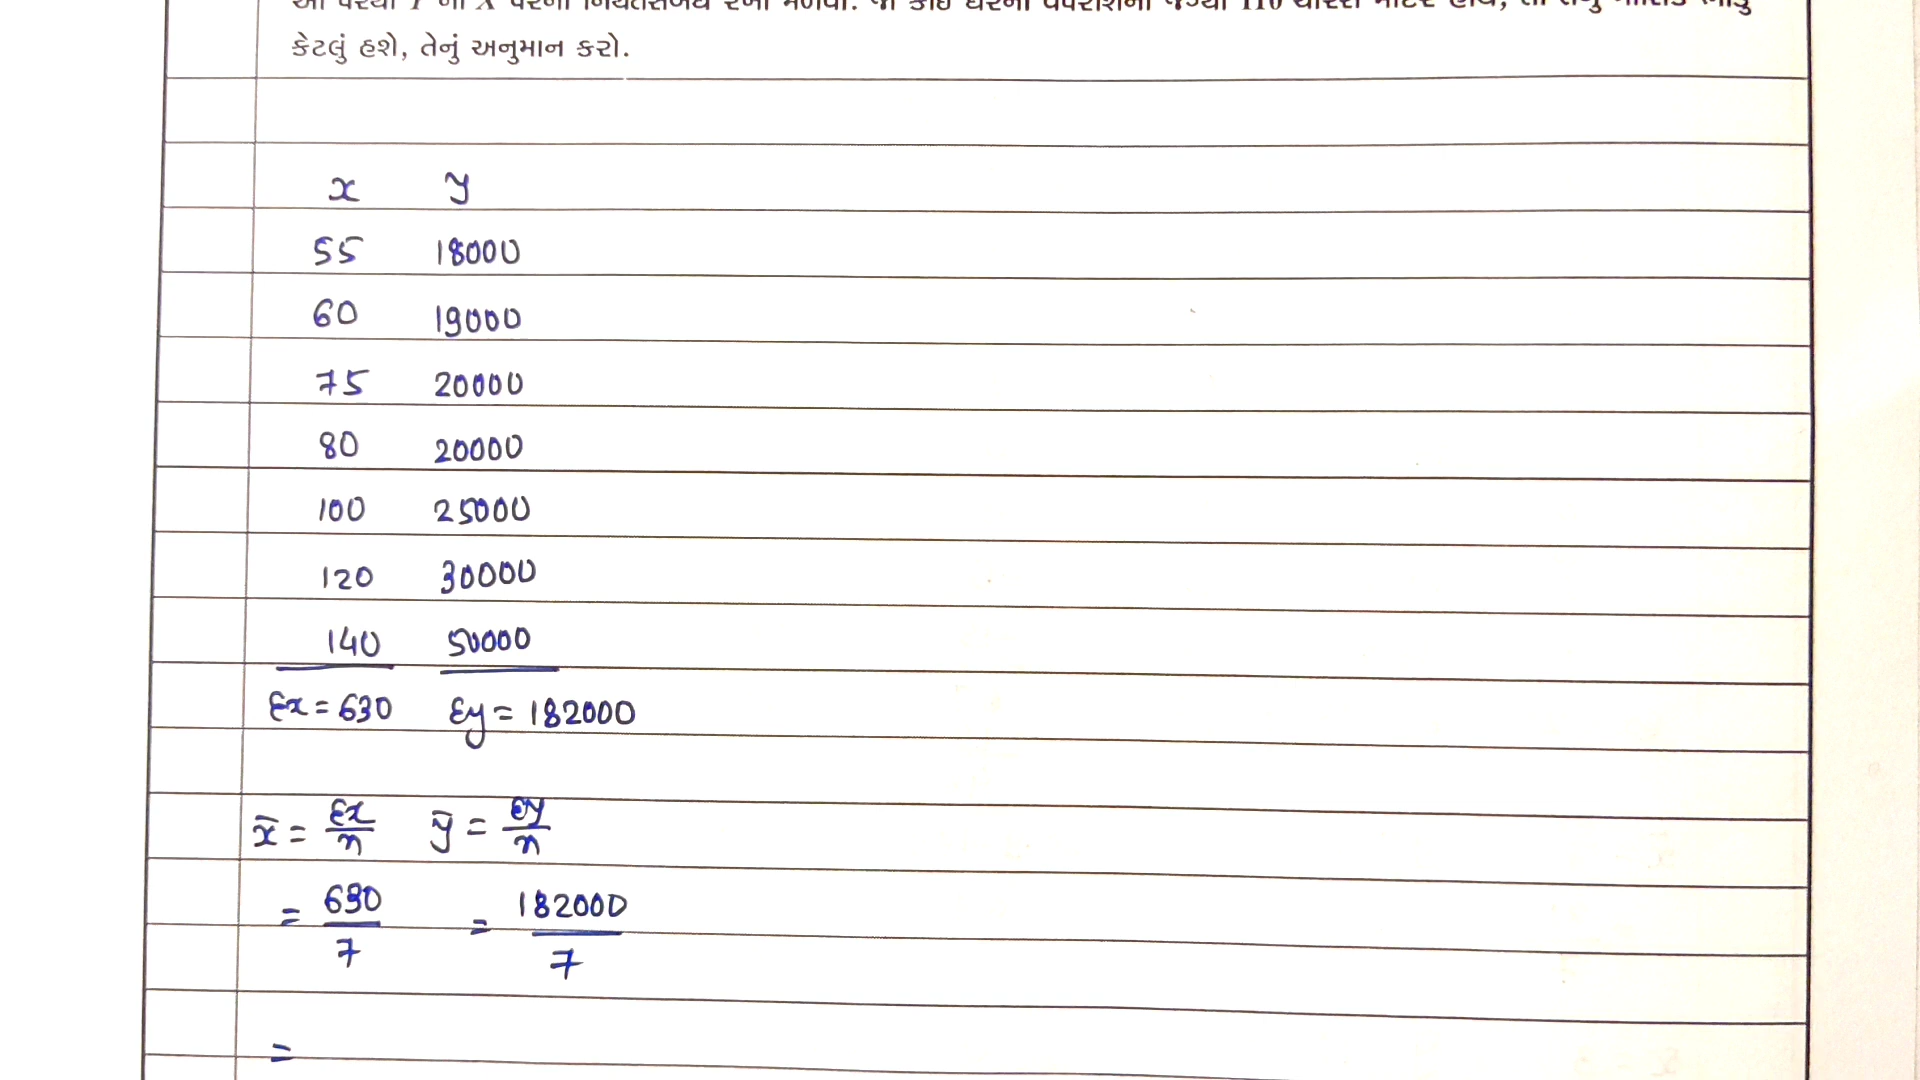 કેટલું હશે, તેનું અનુમાન કરો.
x y
55 18000
60 19000
75 20000
80 20000
100 25000
120 30000
140 50000
Σx = 630 Σy = 182000
x̄ = Σx/n ȳ = Σy/n
= 630/7 = 182000/7
=